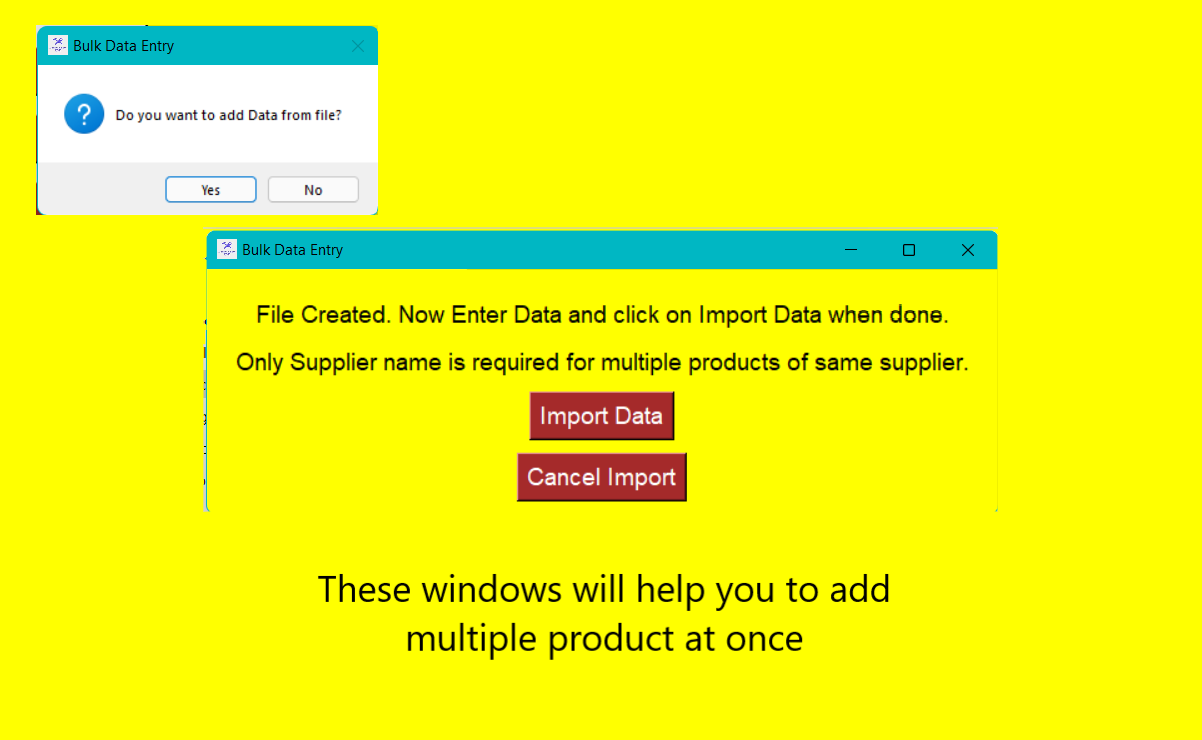 Bulk Data Entry
Do you want to add Data from file?
Yes
No
Bulk Data Entry
File Created. Now Enter Data and click on Import Data when done.
Only Supplier name is required for multiple products of same supplier.
Import Data
Cancel Import
These windows will help you to add
multiple product at once